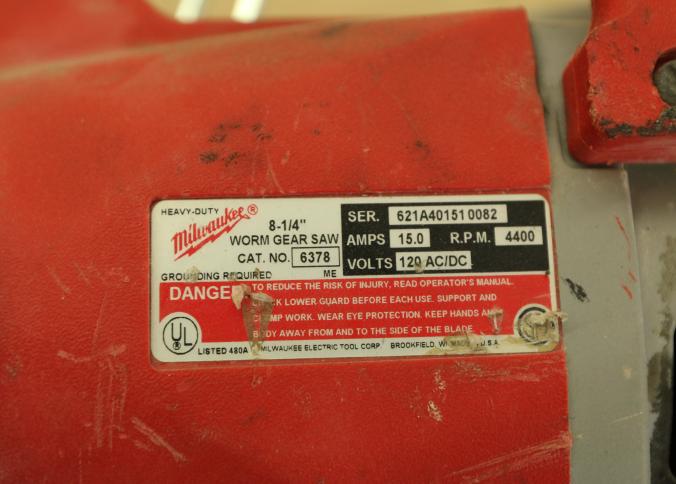 HEAVY-DUTY
Milwaukee®
8-1/4"
WORM GEAR SAW
CAT. NO. 6378
GROUNDING REQUIRED ME
SER. 621A401510082
AMPS 15.0 R.P.M. 4400
VOLTS 120 AC/DC
DANGER TO REDUCE THE RISK OF INJURY, READ OPERATOR'S MANUAL.
LOWER GUARD BEFORE EACH USE. SUPPORT AND
WORK. WEAR EYE PROTECTION. KEEP HANDS AND
BODY AWAY FROM AND TO THE SIDE OF THE BLADE
UL
LISTED 480A MILWAUKEE ELECTRIC TOOL CORP. BROOKFIELD, WI U.S.A.